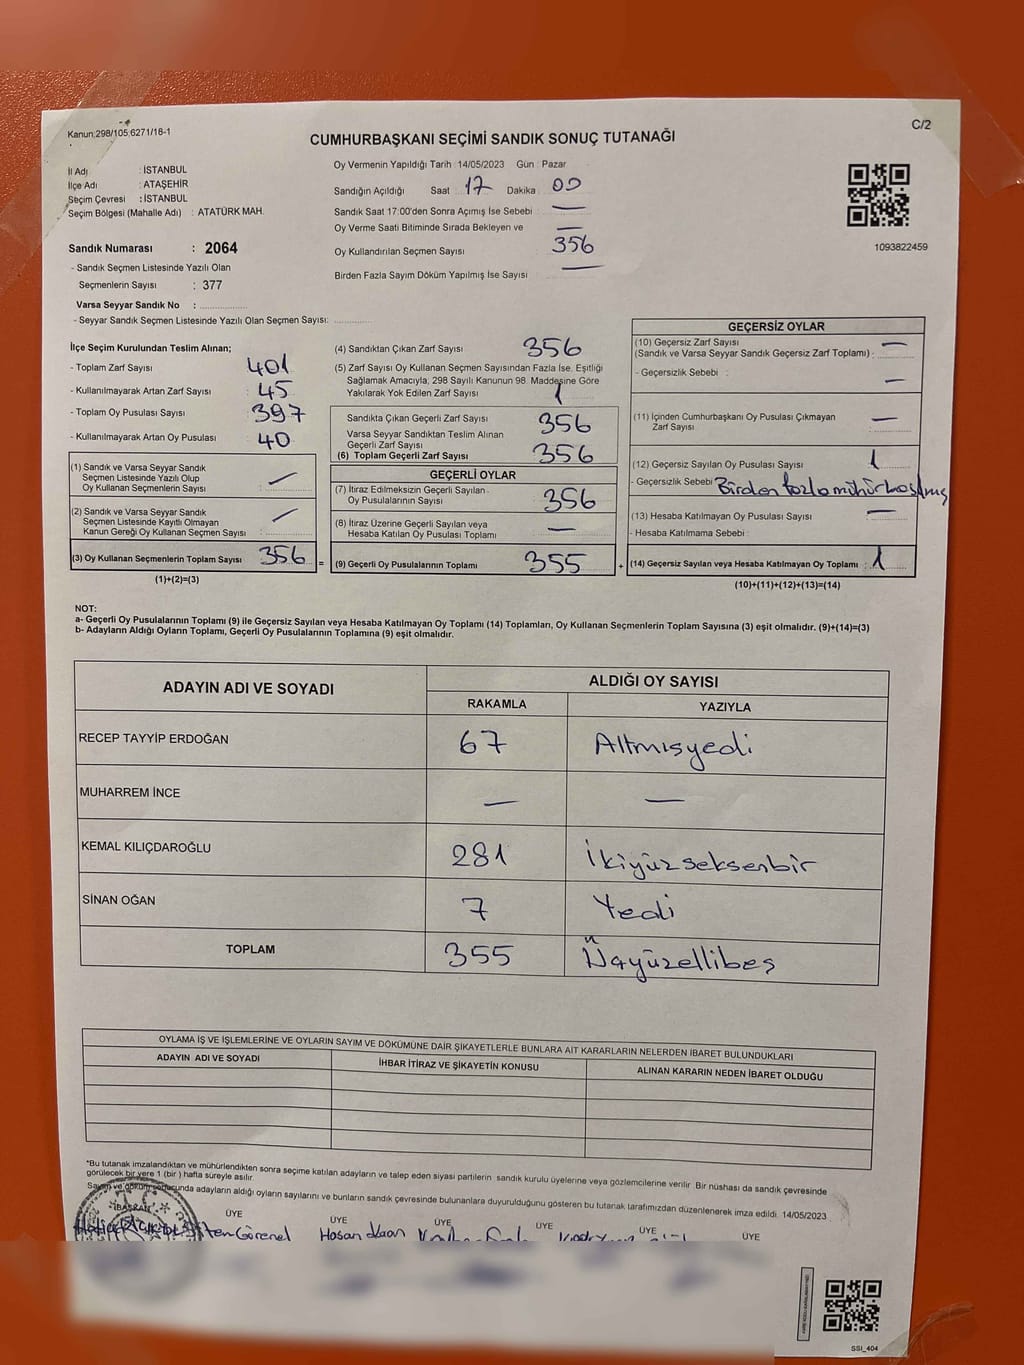 Kanun:298/105,6271/16-1
C/2
CUMHURBAŞKANI SEÇİMİ SANDIK SONUÇ TUTANAĞI
İl Adı : İSTANBUL
İlçe Adı : ATAŞEHİR
Seçim Çevresi : İSTANBUL
Seçim Bölgesi (Mahalle Adı) : ATATÜRK MAH.
Sandık Numarası : 2064
- Sandık Seçmen Listesinde Yazılı Olan
Seçmenlerin Sayısı : 377
Varsa Seyyar Sandık No :
- Seyyar Sandık Seçmen Listesinde Yazılı Olan Seçmen Sayısı:
Oy Vermenin Yapıldığı Tarih : 14/05/2023 Gün : Pazar
Sandığın Açıldığı Saat : 17 Dakika : 00
Sandık Saat 17:00'den Sonra Açımış İse Sebebi : —
Oy Verme Saati Bitiminde Sırada Bekleyen ve —
Oy Kullandırılan Seçmen Sayısı : 356
Birden Fazla Sayım Döküm Yapılmış İse Sayısı —
1093822459
İlçe Seçim Kurulundan Teslim Alınan;
- Toplam Zarf Sayısı : 401
- Kullanılmayarak Artan Zarf Sayısı : 45
- Toplam Oy Pusulası Sayısı : 397
- Kullanılmayarak Artan Oy Pusulası : 40
(1) Sandık ve Varsa Seyyar Sandık
Seçmen Listesinde Yazılı Olup
Oy Kullanan Seçmenlerin Sayısı : —
(2) Sandık ve Varsa Seyyar Sandık
Seçmen Listesinde Kayıtlı Olmayan
Kanun Gereği Oy Kullanan Seçmen Sayısı : —
(3) Oy Kullanan Seçmenlerin Toplam Sayısı : 356 =
(1)+(2)=(3)
(4) Sandıktan Çıkan Zarf Sayısı : 356
(5) Zarf Sayısı Oy Kullanan Seçmen Sayısından Fazla İse, Eşitliği
Sağlamak Amacıyla, 298 Sayılı Kanunun 98. Maddesine Göre
Yakılarak Yok Edilen Zarf Sayısı : 1
Sandıkta Çıkan Geçerli Zarf Sayısı : 356
Varsa Seyyar Sandıktan Teslim Alınan
Geçerli Zarf Sayısı
(6) Toplam Geçerli Zarf Sayısı : 356
GEÇERLİ OYLAR
(7) İtiraz Edilmeksizin Geçerli Sayılan
Oy Pusulalarının Sayısı : 356
(8) İtiraz Üzerine Geçerli Sayılan veya
Hesaba Katılan Oy Pusulası Toplamı : —
(9) Geçerli Oy Pusulalarının Toplamı : 355 +
GEÇERSİZ OYLAR
(10) Geçersiz Zarf Sayısı —
(Sandık ve Varsa Seyyar Sandık Geçersiz Zarf Toplamı) :
- Geçersizlik Sebebi : —
(11) İçinden Cumhurbaşkanı Oy Pusulası Çıkmayan
Zarf Sayısı : —
(12) Geçersiz Sayılan Oy Pusulası Sayısı : 1
- Geçersizlik Sebebi : Birden fazla mühür basılmış
(13) Hesaba Katılmayan Oy Pusulası Sayısı : —
- Hesaba Katılmama Sebebi :
(14) Geçersiz Sayılan veya Hesaba Katılmayan Oy Toplamı : 1
(10)+(11)+(12)+(13)=(14)
NOT:
a- Geçerli Oy Pusulalarının Toplamı (9) ile Geçersiz Sayılan veya Hesaba Katılmayan Oy Toplamı (14) Toplamları, Oy Kullanan Seçmenlerin Toplam Sayısına (3) eşit olmalıdır. (9)+(14)=(3)
b- Adayların Aldığı Oyların Toplamı, Geçerli Oy Pusulalarının Toplamına (9) eşit olmalıdır.
ADAYIN ADI VE SOYADI
ALDIĞI OY SAYISI
RAKAMLA YAZIYLA
RECEP TAYYİP ERDOĞAN 67 Altmışyedi
MUHARREM İNCE — —
KEMAL KILIÇDAROĞLU 281 İkiyüzseksenbir
SİNAN OĞAN 7 Yedi
TOPLAM 355 Üçyüzellibeş
OYLAMA İŞ VE İŞLEMLERİNE VE OYLARIN SAYIM VE DÖKÜMÜNE DAİR ŞİKAYETLERLE BUNLARA AİT KARARLARIN NELERDEN İBARET BULUNDUKLARI
ADAYIN ADI VE SOYADI İHBAR İTİRAZ VE ŞİKAYETİN KONUSU ALINAN KARARIN NEDEN İBARET OLDUĞU
*Bu tutanak imzalandıktan ve mühürlendikten sonra seçime katılan adayların ve talep eden siyasi partilerin sandık kurulu üyelerine veya gözlemcilerine verilir. Bir nüshası da sandık çevresinde
görülecek bir yere 1 (bir) hafta süreyle asılır.
Sayım ve döküm sonucunda adayların aldığı oyların sayılarını ve bunların sandık çevresinde bulunanlara duyurulduğunu gösteren bu tutanak tarafımızdan düzenlenerek imza edildi. 14/05/2023
BAŞKAN ÜYE ÜYE ÜYE ÜYE ÜYE ÜYE
Görenel Hasan Kaan
SSİ_404